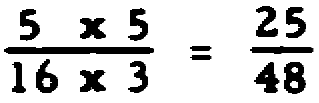 5 x 5 / 16 x 3 = 25 / 48